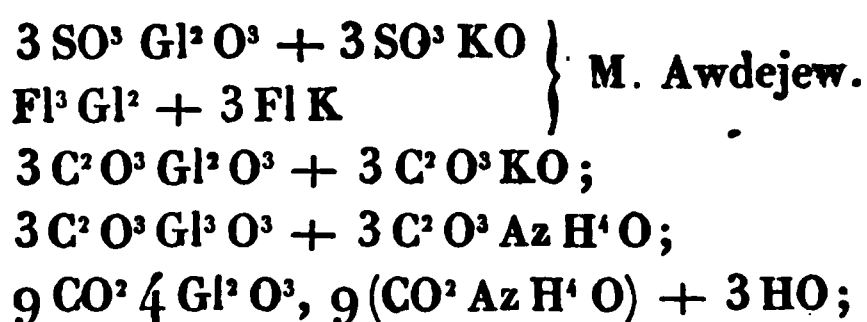 3 SO³ Gl² O³ + 3 SO³ KO } M. Awdejew.
Fl³ Gl² + 3 Fl K
3 C² O³ Gl² O³ + 3 C² O³ KO ;
3 C² O³ Gl³ O³ + 3 C² O³ Az H⁴ O ;
9 CO² 4 Gl² O³, 9 (CO² Az H⁴ O) + 3 HO ;